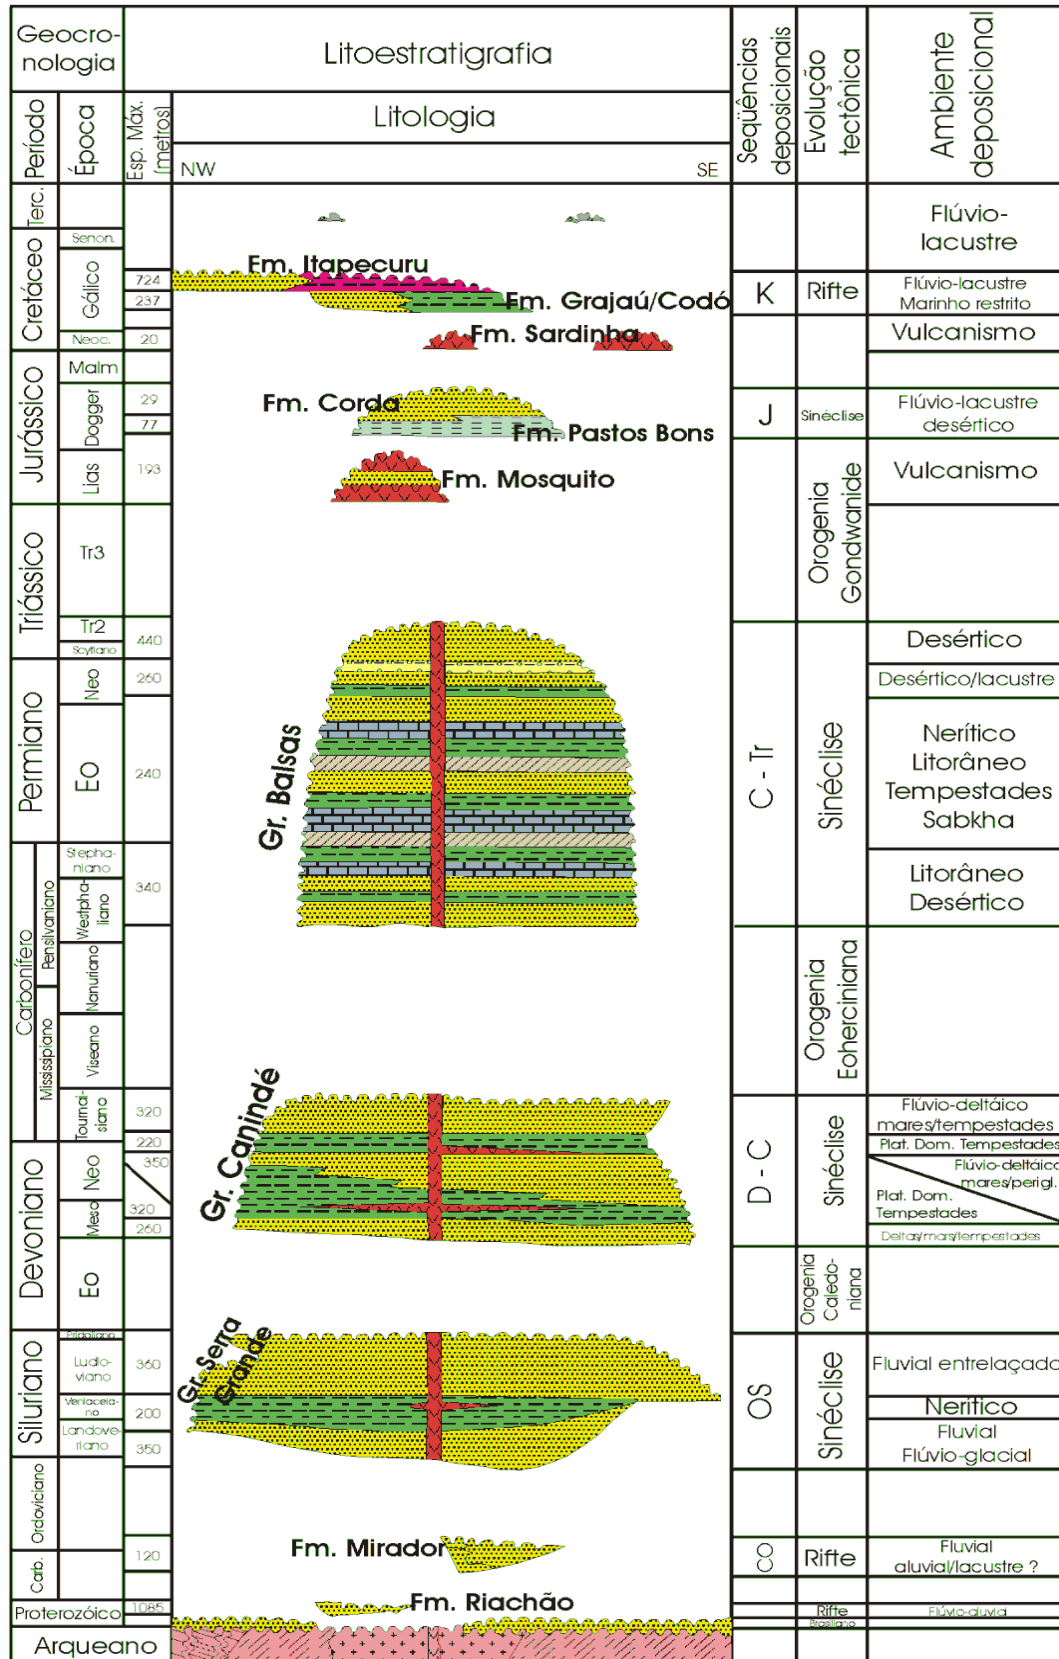 Geocro-
nologia
Litoestratigrafia
Seqüências
deposicionais
Evolução
tectônica
Ambiente
deposicional
Período
Época
Esp. Máx.
(metros)
Litologia
NW
SE
Terc.
Flúvio-
lacustre
Cretáceo
Senon.
Gálico
Neoc.
724
237
20
Fm. Itapecuru
Fm. Grajaú/Codó
Fm. Sardinha
K
Rifte
Flúvio-lacustre
Marinho restrito
Vulcanismo
Jurássico
Malm
Dogger
Lias
29
77
193
Fm. Corda
Fm. Pastos Bons
Fm. Mosquito
J
Sinéclise
Flúvio-lacustre
desértico
Vulcanismo
Orogenia
Gondwanide
Triássico
Tr3
Tr2
Scytiano
440
Desértico
Permiano
Neo
EO
260
240
Gr. Balsas
C - Tr
Sinéclise
Desértico/lacustre
Nerítico
Litorâneo
Tempestades
Sabkha
Carbonífero
Pensilvaniano
Mississipiano
Stepha-
niano
Westpha-
liano
Nanuriano
Viseano
Tournai-
siano
340
Litorâneo
Desértico
Orogenia
Eoherciniana
320
220
Gr. Canindé
D - C
Sinéclise
Flúvio-deltáico
mares/tempestades
Plat. Dom. Tempestades
Devoniano
Neo
Meso
Eo
350
320
260
Flúvio-deltáico
mares/perigl.
Plat. Dom.
Tempestades
Deltas/mars/tempestades
Orogenia
Caledo-
niana
Siluriano
Pridoliano
Ludlo-
viano
Landove-
riano
360
200
350
Gr. Serra
Grande
OS
Sinéclise
Fluvial entrelaçado
Nerítico
Fluvial
Flúvio-glacial
Ordoviciano
Carb.
120
Fm. Mirador
CO
Rifte
Fluvial
aluvial/lacustre ?
Proterozóico
1085
Fm. Riachão
Rifte
Flúvio-aluvial
Brasiliano
Arqueano